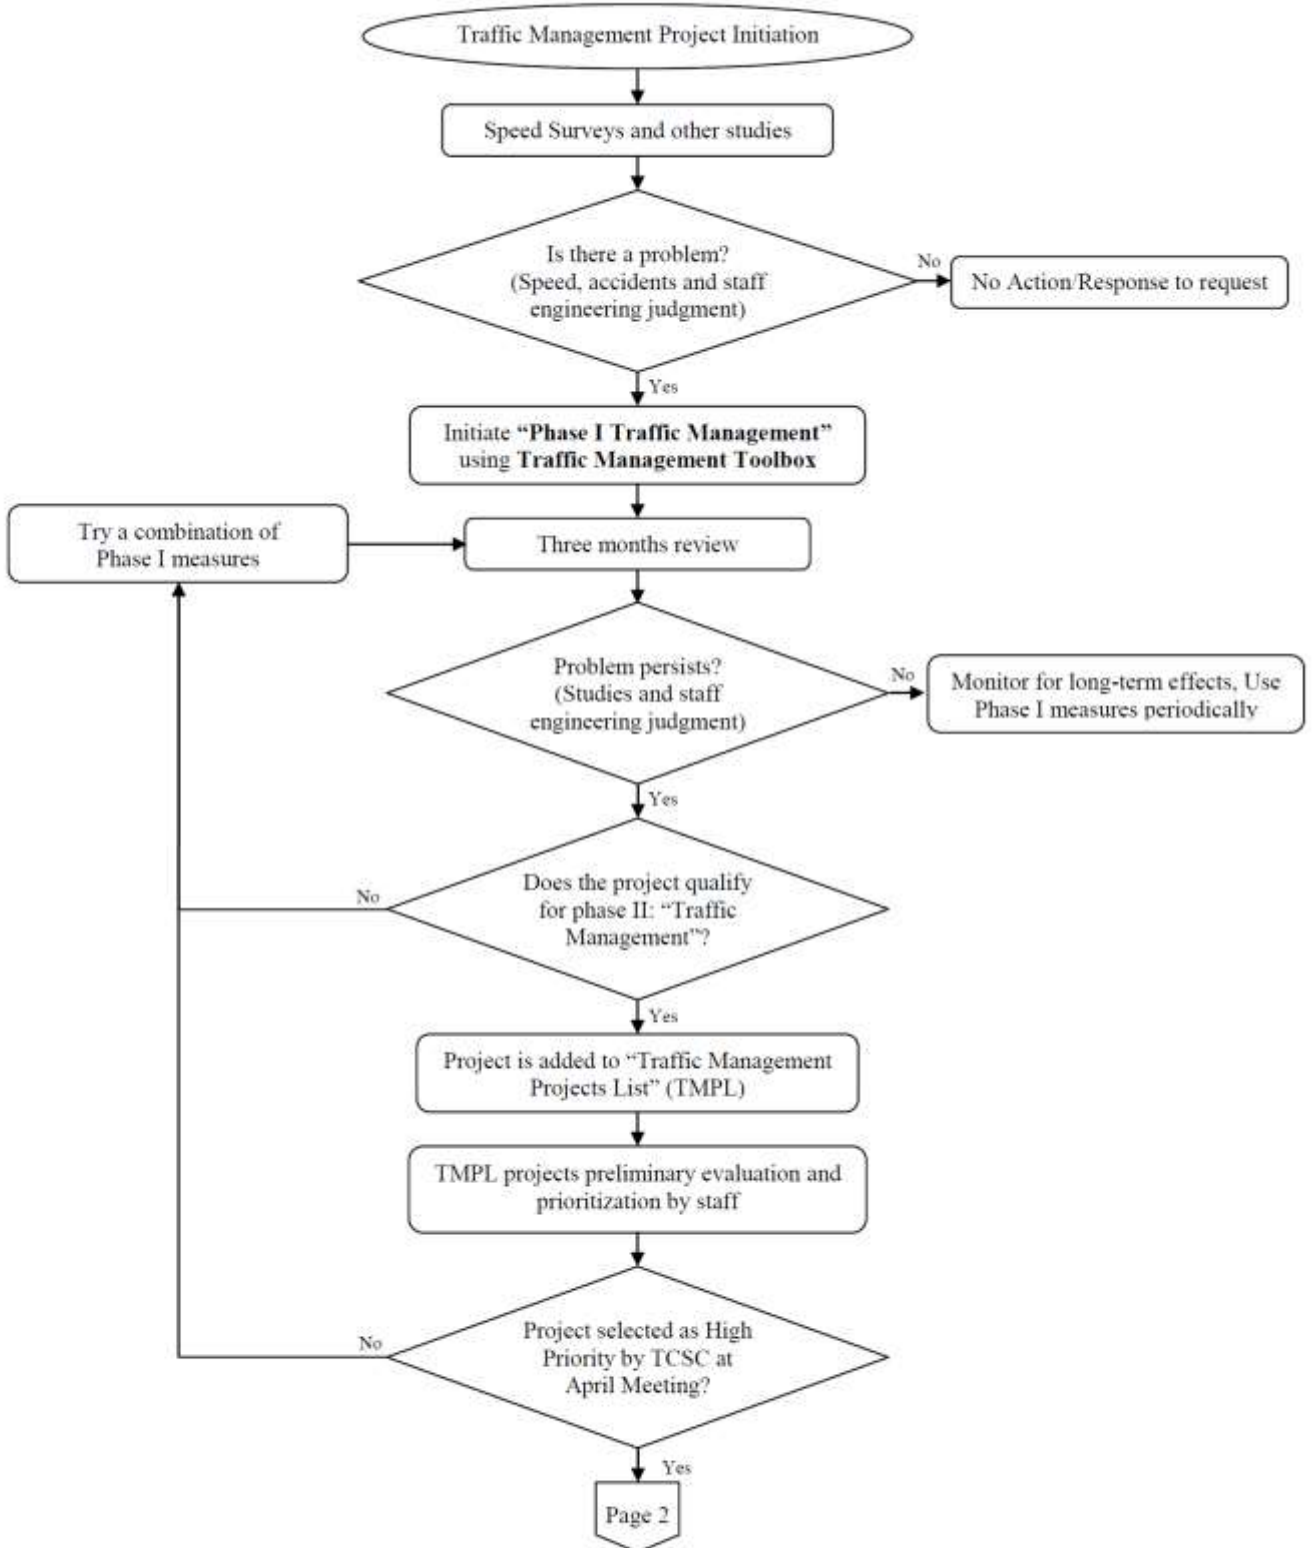 Traffic Management Project Initiation
Speed Surveys and other studies
Is there a problem?
(Speed, accidents and staff
engineering judgment)
No
No Action/Response to request
Yes
Initiate “Phase I Traffic Management”
using Traffic Management Toolbox
Try a combination of
Phase I measures
Three months review
Problem persists?
(Studies and staff
engineering judgment)
No
Monitor for long-term effects, Use
Phase I measures periodically
Yes
Does the project qualify
for phase II: “Traffic
Management”?
No
Yes
Project is added to “Traffic Management
Projects List” (TMPL)
TMPL projects preliminary evaluation and
prioritization by staff
Project selected as High
Priority by TCSC at
April Meeting?
No
Yes
Page 2